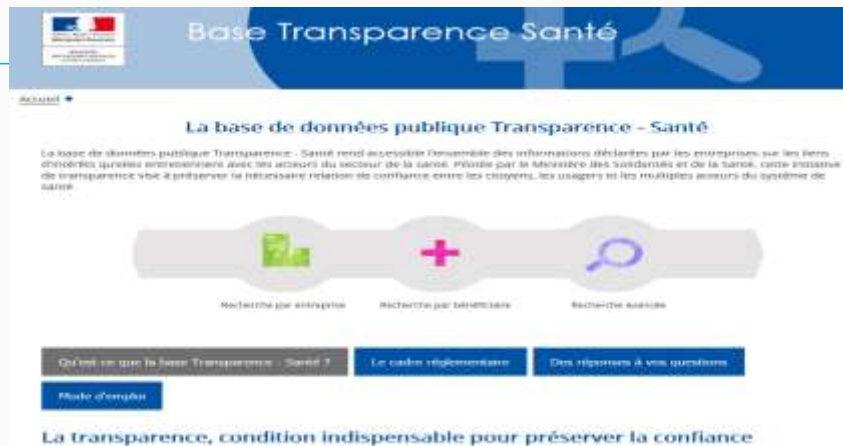 Base Transparence Santé
Accueil
La base de données publique Transparence - Santé
La base de données publique Transparence - Santé rend accessible l'ensemble des informations déclarées par les entreprises sur les liens
d'intérêts qu'elles entretiennent avec les acteurs du secteur de la santé. Pilotée par le Ministère des Solidarités et de la Santé, cette initiative
de transparence vise à préserver la nécessaire relation de confiance entre les citoyens, les usagers et les multiples acteurs du système de
santé.
Recherche par entreprise
Recherche par bénéficiaire
Recherche avancée
Qu'est ce que la base Transparence - Santé ?
Le cadre réglementaire
Des réponses à vos questions
Mode d'emploi
La transparence, condition indispensable pour préserver la confiance